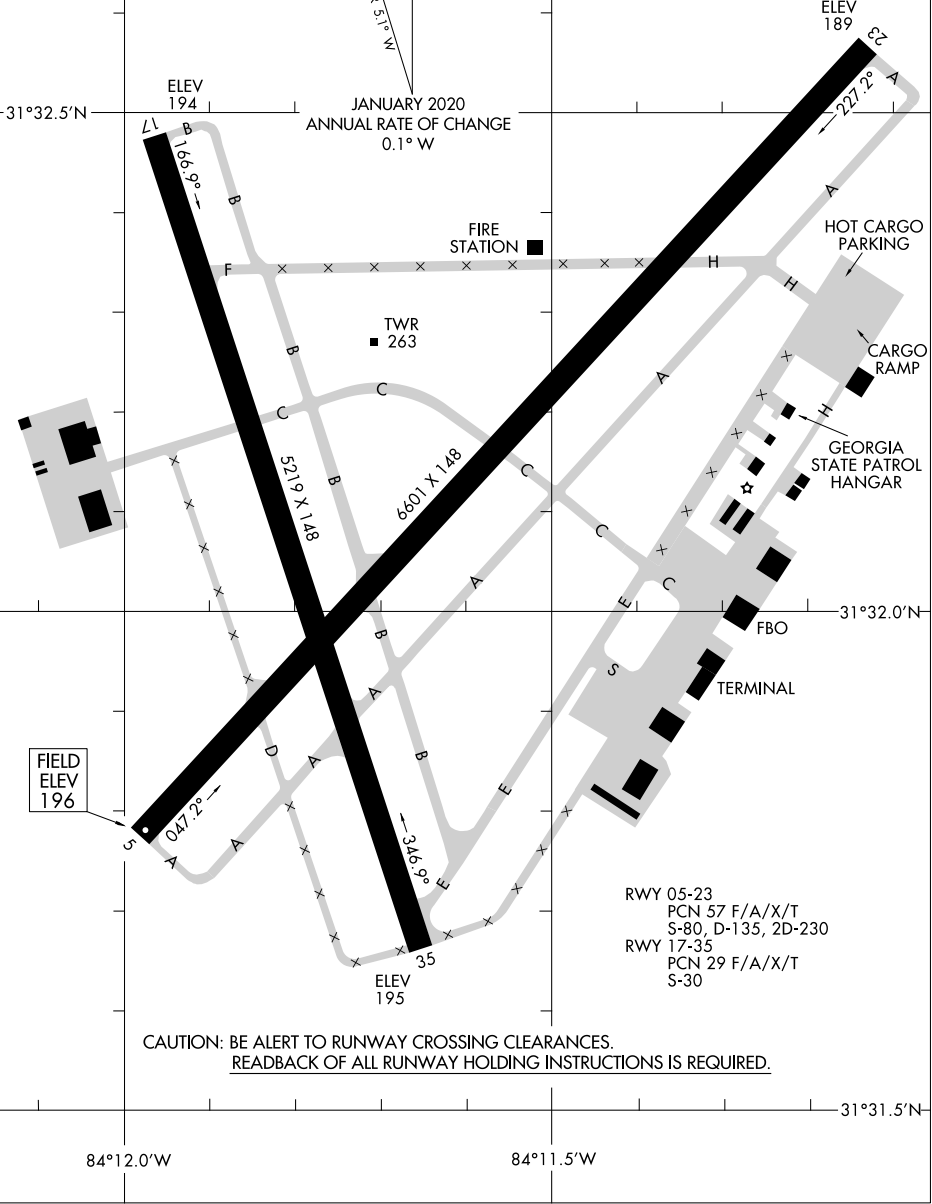 ELEV
189
R 5.1° W
23
A
ELEV
194
227.2°
31°32.5'N
JANUARY 2020
ANNUAL RATE OF CHANGE
0.1° W
17
B
166.9°
B
A
FIRE
STATION
HOT CARGO
PARKING
F
H
H
TWR
263
B
CARGO
RAMP
A
C
C
H
GEORGIA
STATE PATROL
HANGAR
5219 X 148
B
6601 X 148
C
C
A
C
E
31°32.0'N
B
FBO
S
A
TERMINAL
D
A
B
FIELD
ELEV
196
047.2°
E
5
A
A
346.9°
E
35
ELEV
195
RWY 05-23
PCN 57 F/A/X/T
S-80, D-135, 2D-230
RWY 17-35
PCN 29 F/A/X/T
S-30
CAUTION: BE ALERT TO RUNWAY CROSSING CLEARANCES.
READBACK OF ALL RUNWAY HOLDING INSTRUCTIONS IS REQUIRED.
31°31.5'N
84°12.0'W
84°11.5'W